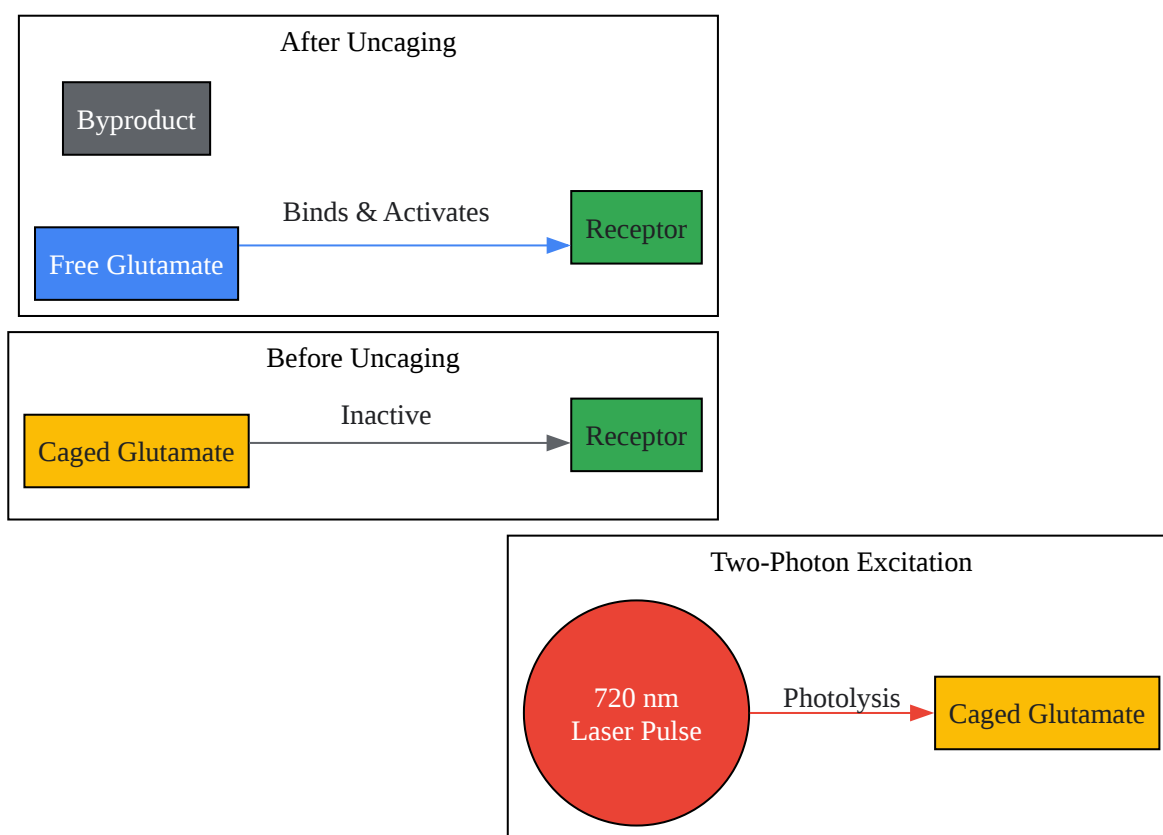 After Uncaging
Byproduct
Binds & Activates
Receptor
Free Glutamate
Before Uncaging
Inactive
Caged Glutamate
Receptor
Two-Photon Excitation
720 nm
Laser Pulse
Photolysis
Caged Glutamate